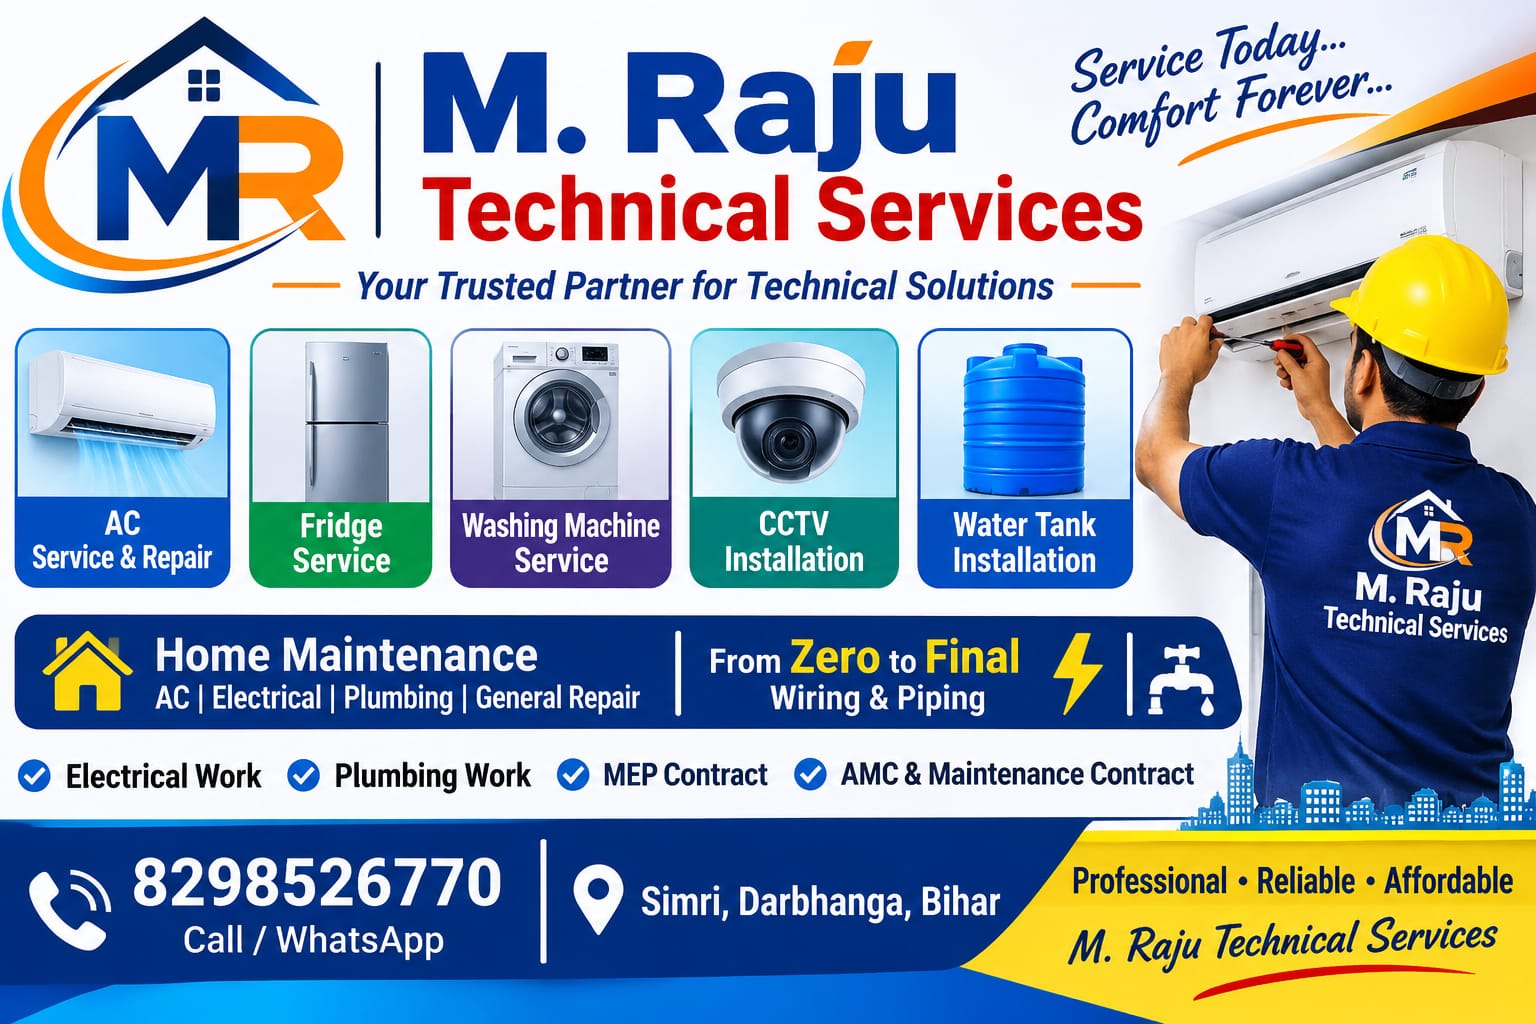 MR
M. Raju
Technical Services
Your Trusted Partner for Technical Solutions
Service Today...
Comfort Forever...
AC
Service & Repair
Fridge
Service
Washing Machine
Service
CCTV
Installation
Water Tank
Installation
MR
M. Raju
Technical Services
Home Maintenance
AC | Electrical | Plumbing | General Repair
From Zero to Final
Wiring & Piping
Electrical Work
Plumbing Work
MEP Contract
AMC & Maintenance Contract
8298526770
Call / WhatsApp
Simri, Darbhanga, Bihar
Professional • Reliable • Affordable
M. Raju Technical Services